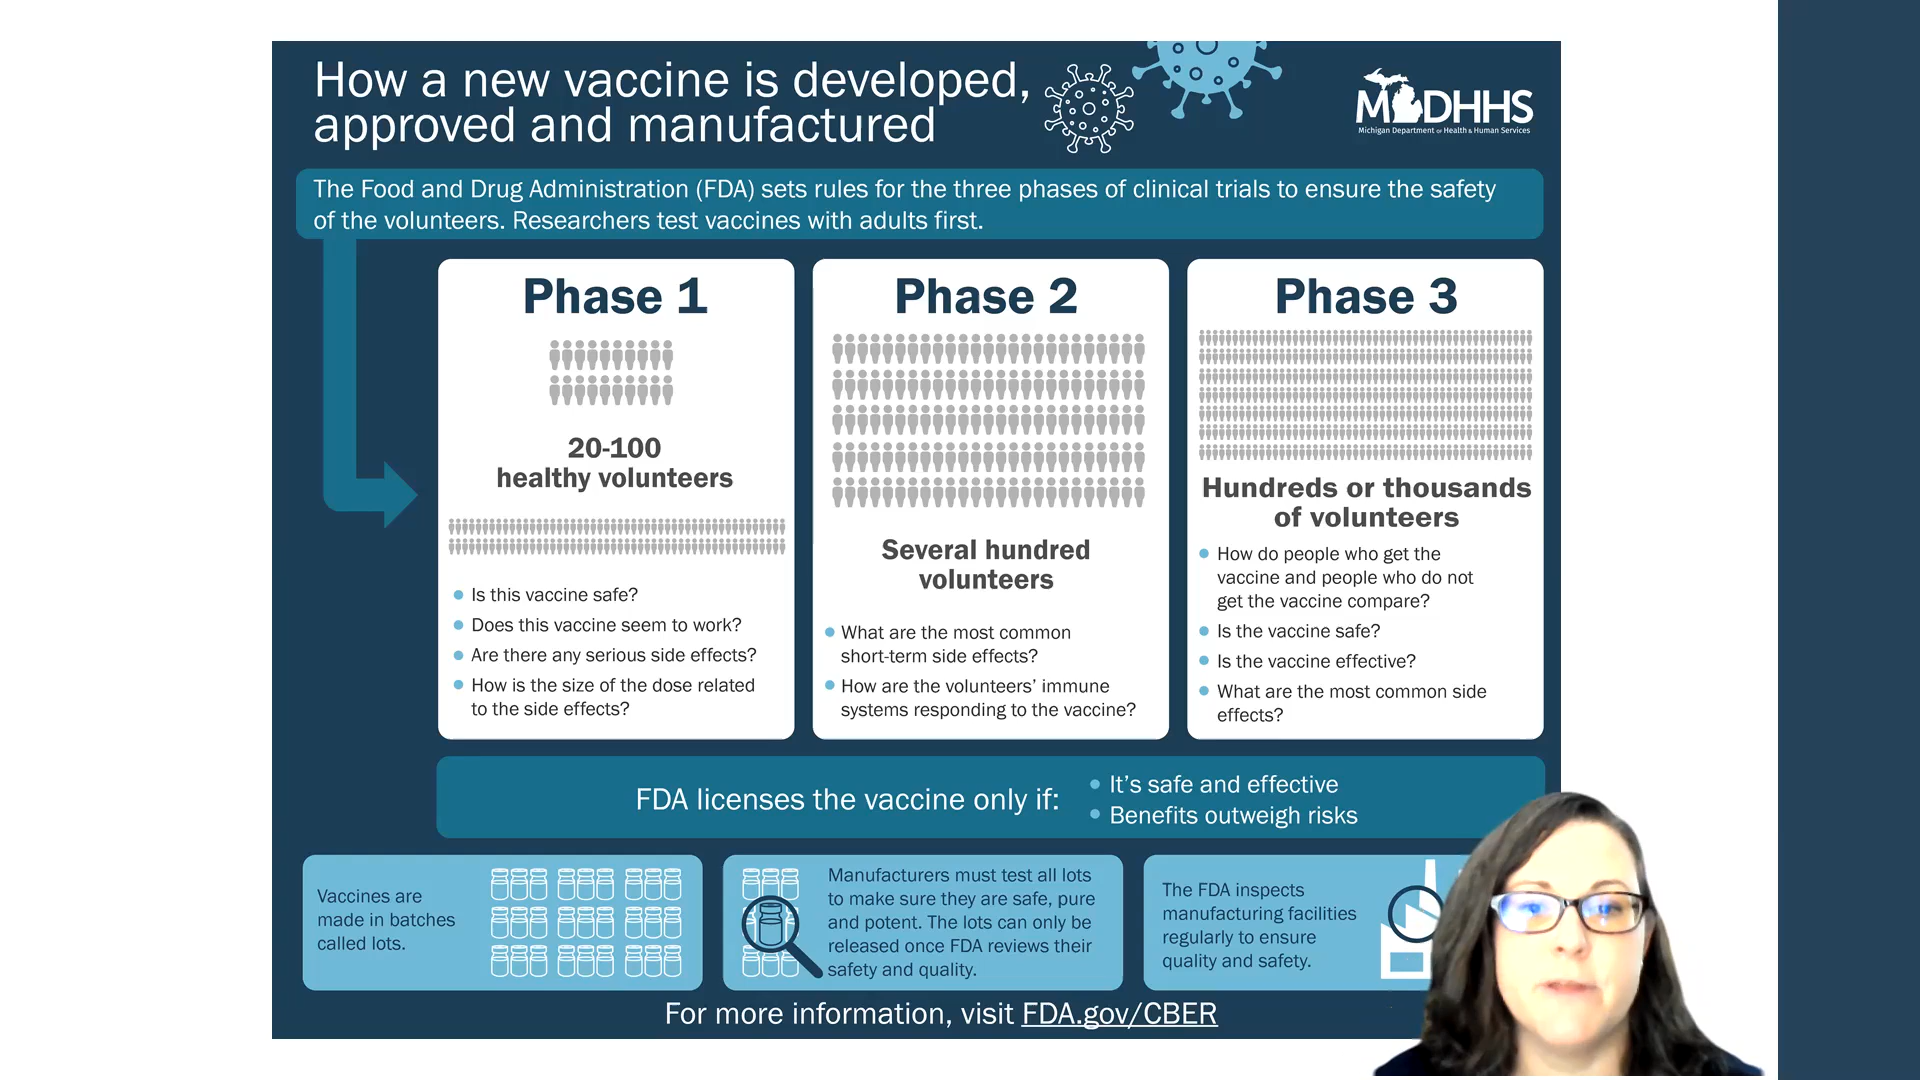 How a new vaccine is developed,
approved and manufactured
MDHHS
Michigan Department of Health & Human Services
The Food and Drug Administration (FDA) sets rules for the three phases of clinical trials to ensure the safety
of the volunteers. Researchers test vaccines with adults first.
Phase 1
20-100
healthy volunteers
• Is this vaccine safe?
• Does this vaccine seem to work?
• Are there any serious side effects?
• How is the size of the dose related
to the side effects?
Phase 2
Several hundred
volunteers
• What are the most common
short-term side effects?
• How are the volunteers’ immune
systems responding to the vaccine?
Phase 3
Hundreds or thousands
of volunteers
• How do people who get the
vaccine and people who do not
get the vaccine compare?
• Is the vaccine safe?
• Is the vaccine effective?
• What are the most common side
effects?
FDA licenses the vaccine only if:
• It’s safe and effective
• Benefits outweigh risks
Vaccines are
made in batches
called lots.
Manufacturers must test all lots
to make sure they are safe, pure
and potent. The lots can only be
released once FDA reviews their
safety and quality.
The FDA inspects
manufacturing facilities
regularly to ensure
quality and safety.
For more information, visit FDA.gov/CBER